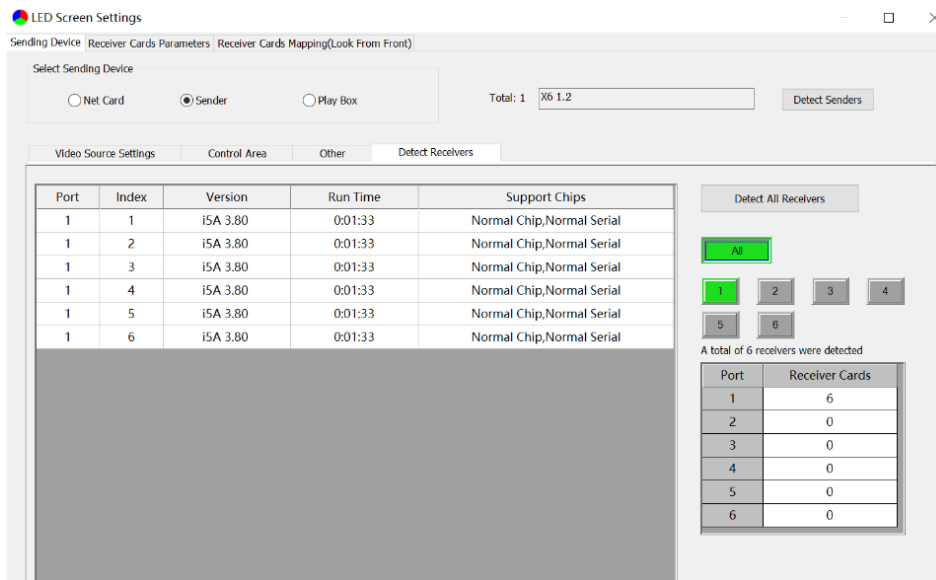 LED Screen Settings
Sending Device Receiver Cards Parameters Receiver Cards Mapping(Look From Front)
Select Sending Device
Net Card Sender Play Box
Total: 1 X6 1.2 Detect Senders
Video Source Settings Control Area Other Detect Receivers
Port Index Version Run Time Support Chips
1 1 i5A 3.80 0:01:33 Normal Chip,Normal Serial
1 2 i5A 3.80 0:01:33 Normal Chip,Normal Serial
1 3 i5A 3.80 0:01:33 Normal Chip,Normal Serial
1 4 i5A 3.80 0:01:33 Normal Chip,Normal Serial
1 5 i5A 3.80 0:01:33 Normal Chip,Normal Serial
1 6 i5A 3.80 0:01:33 Normal Chip,Normal Serial
Detect All Receivers
All
1 2 3 4
5 6
A total of 6 receivers were detected
Port Receiver Cards
1 6
2 0
3 0
4 0
5 0
6 0